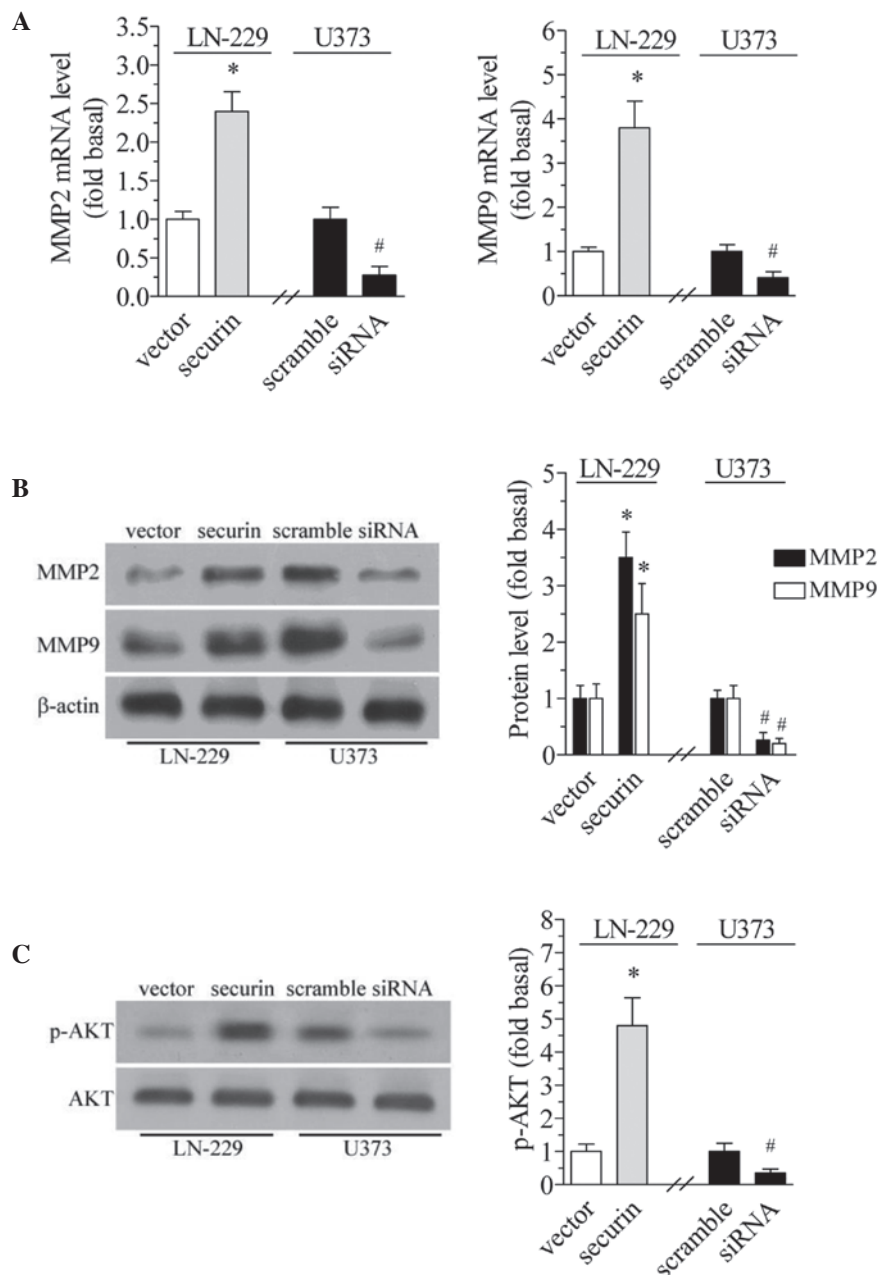 A
LN-229
U373
MMP2 mRNA level
(fold basal)
3.5
3.0
2.5
2.0
1.5
1.0
0.5
0.0
*
#
vector
securin
scramble
siRNA
LN-229
U373
MMP9 mRNA level
(fold basal)
6
5
4
3
2
1
0
*
#
vector
securin
scramble
siRNA
B
vector securin scramble siRNA
MMP2
MMP9
β-actin
LN-229
U373
LN-229
U373
Protein level (fold basal)
5
4
3
2
1
0
*
*
#
#
MMP2
MMP9
vector
securin
scramble
siRNA
C
vector securin scramble siRNA
p-AKT
AKT
LN-229
U373
LN-229
U373
p-AKT (fold basal)
8
7
6
5
4
3
2
1
0
*
#
vector
securin
scramble
siRNA